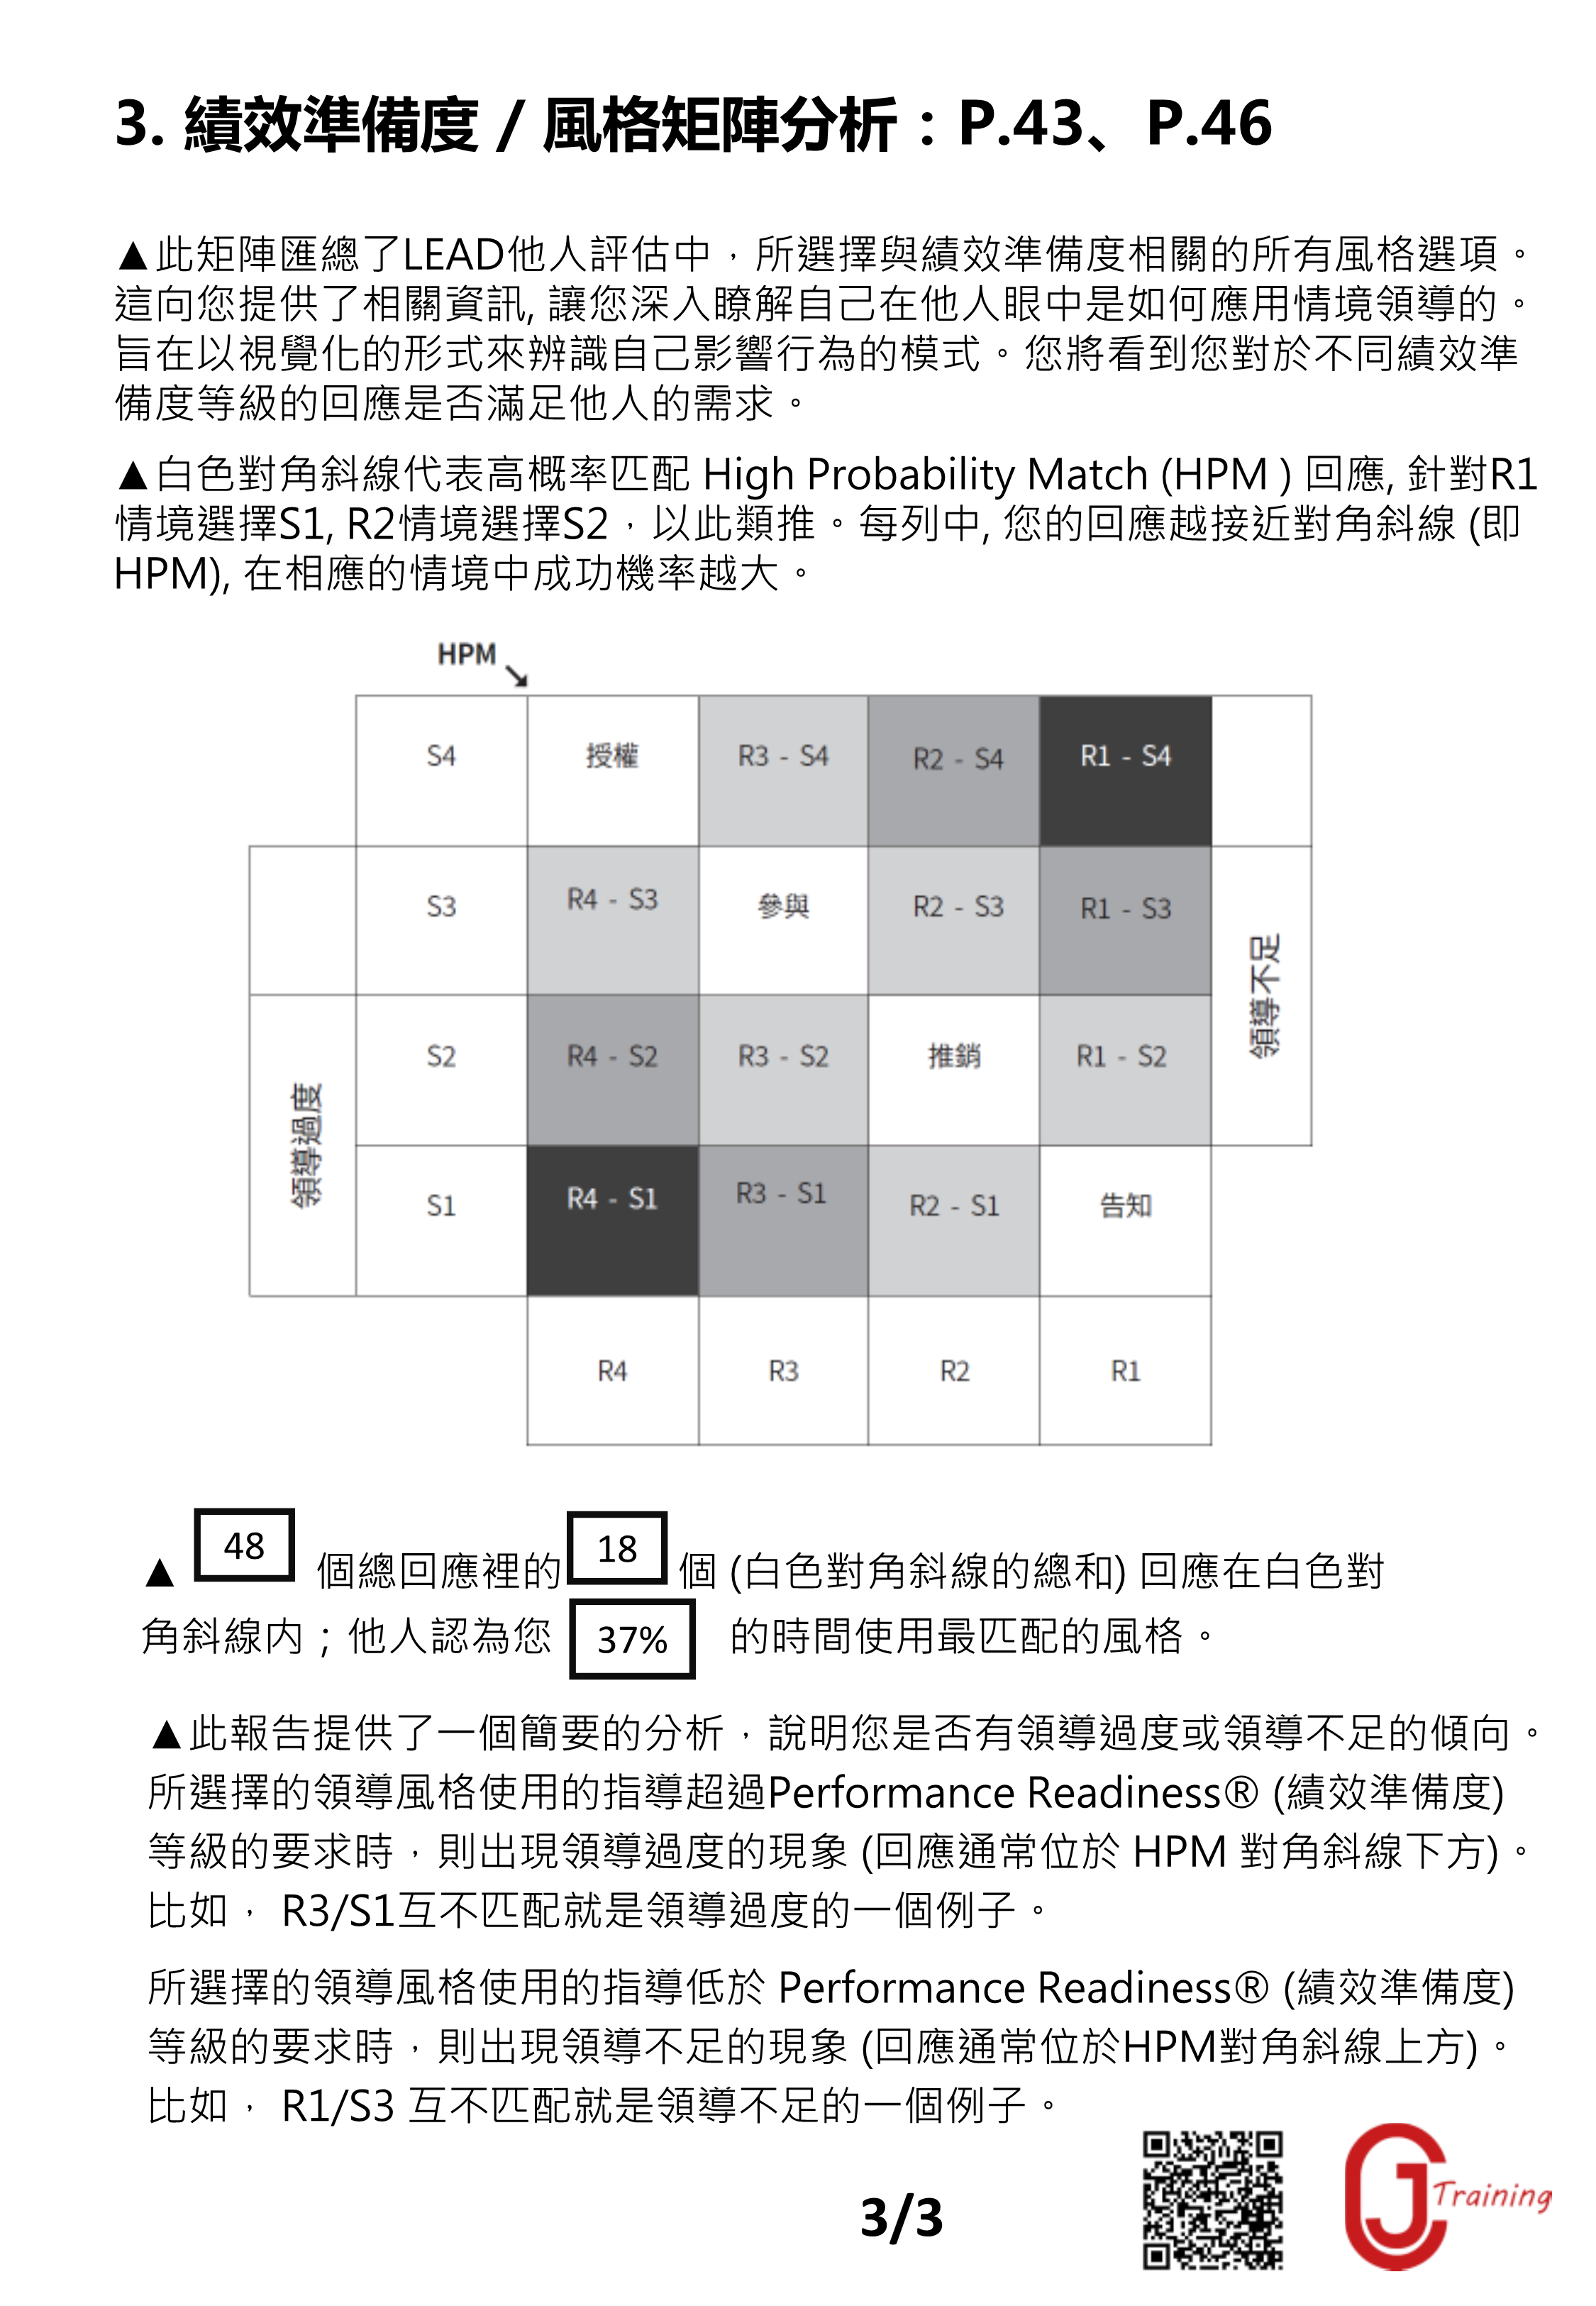 3. 績效準備度 / 風格矩陣分析：P.43、P.46
▲此矩陣匯總了LEAD他人評估中，所選擇與績效準備度相關的所有風格選項。
這向您提供了相關資訊, 讓您深入瞭解自己在他人眼中是如何應用情境領導的。
旨在以視覺化的形式來辨識自己影響行為的模式。您將看到您對於不同績效準
備度等級的回應是否滿足他人的需求。
▲白色對角斜線代表高概率匹配 High Probability Match (HPM ) 回應, 針對R1
情境選擇S1, R2情境選擇S2，以此類推。每列中, 您的回應越接近對角斜線 (即
HPM), 在相應的情境中成功機率越大。
HPM
S4 授權 R3 - S4 R2 - S4 R1 - S4
S3 R4 - S3 參與 R2 - S3 R1 - S3
領導不足
S2 R4 - S2 R3 - S2 推銷 R1 - S2
領導過度
S1 R4 - S1 R3 - S1 R2 - S1 告知
R4 R3 R2 R1
▲ 48 個總回應裡的 18 個 (白色對角斜線的總和) 回應在白色對
角斜線內；他人認為您 37% 的時間使用最匹配的風格。
▲此報告提供了一個簡要的分析，說明您是否有領導過度或領導不足的傾向。
所選擇的領導風格使用的指導超過Performance Readiness® (績效準備度)
等級的要求時，則出現領導過度的現象 (回應通常位於 HPM 對角斜線下方)。
比如， R3/S1互不匹配就是領導過度的一個例子。
所選擇的領導風格使用的指導低於 Performance Readiness® (績效準備度)
等級的要求時，則出現領導不足的現象 (回應通常位於HPM對角斜線上方)。
比如， R1/S3 互不匹配就是領導不足的一個例子。
3/3
CJ Training